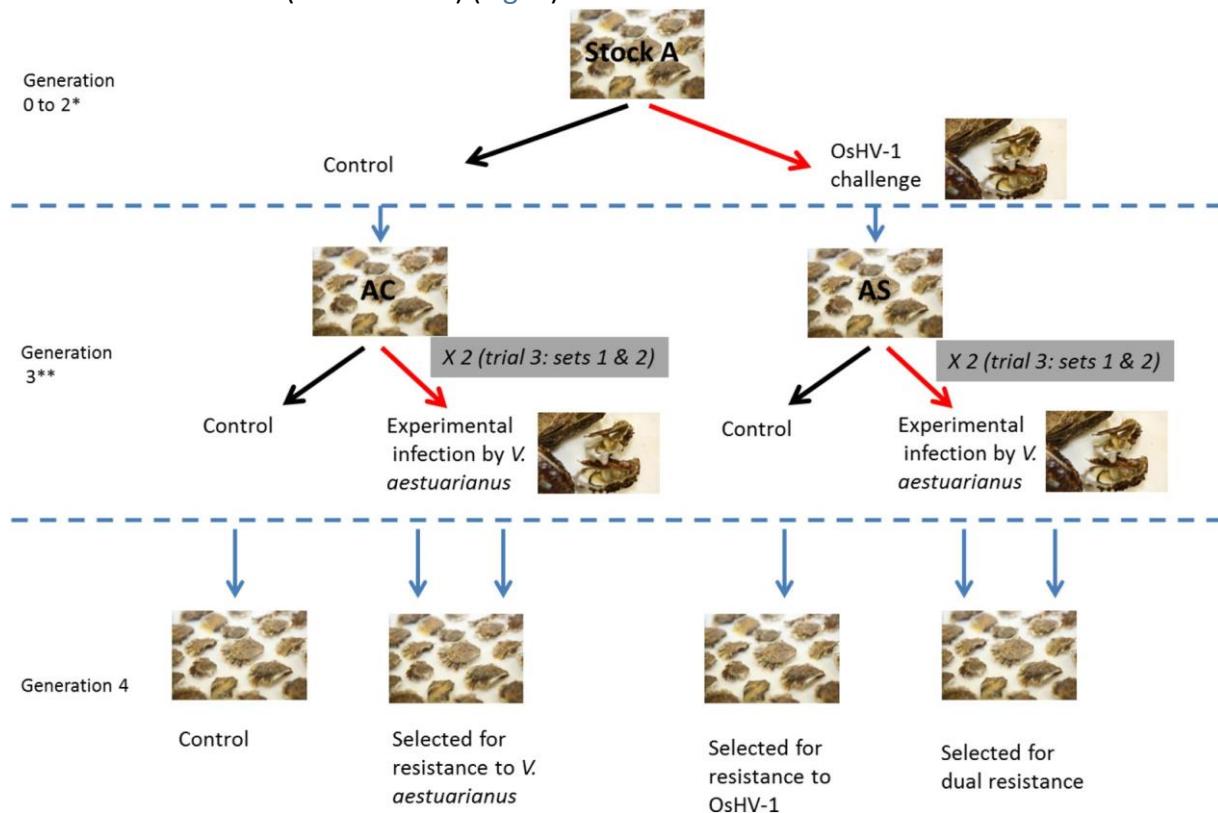 Stock A
Generation
0 to 2*
Control
OsHV-1
challenge
AC
AS
Generation
3**
X 2 (trial 3: sets 1 & 2)
X 2 (trial 3: sets 1 & 2)
Control
Experimental
infection by V.
aestuarianus
Control
Experimental
infection by V.
aestuarianus
Generation 4
Control
Selected for
resistance to V.
aestuarianus
Selected for
resistance to
OsHV-1
Selected for
dual resistance